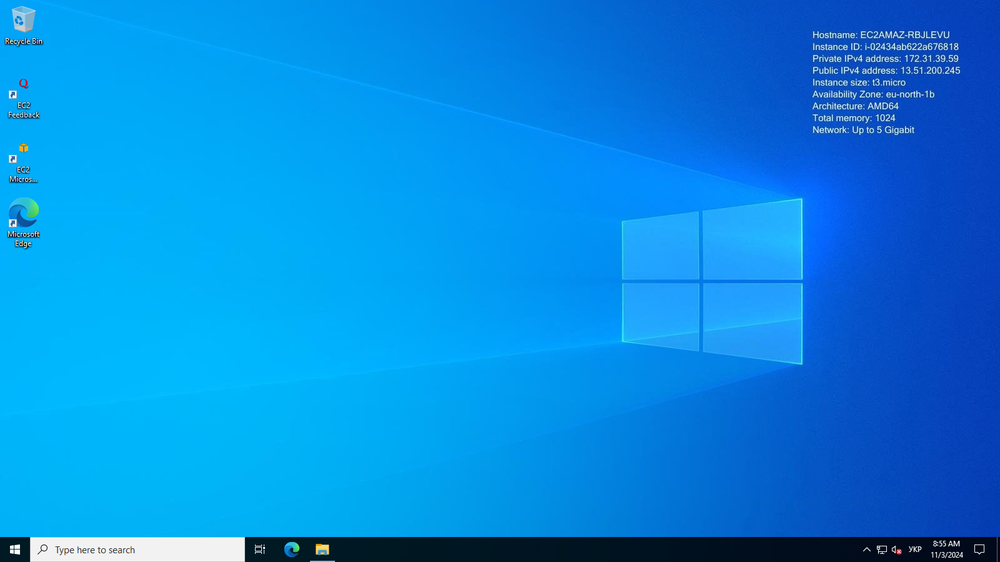 Recycle Bin
EC2
Feedback
EC2
Micros...
Microsoft
Edge
Hostname: EC2AMAZ-RBJLEVU
Instance ID: i-02434ab622a676818
Private IPv4 address: 172.31.39.59
Public IPv4 address: 13.51.200.245
Instance size: t3.micro
Availability Zone: eu-north-1b
Architecture: AMD64
Total memory: 1024
Network: Up to 5 Gigabit
Type here to search
УКР
8:55 AM
11/3/2024